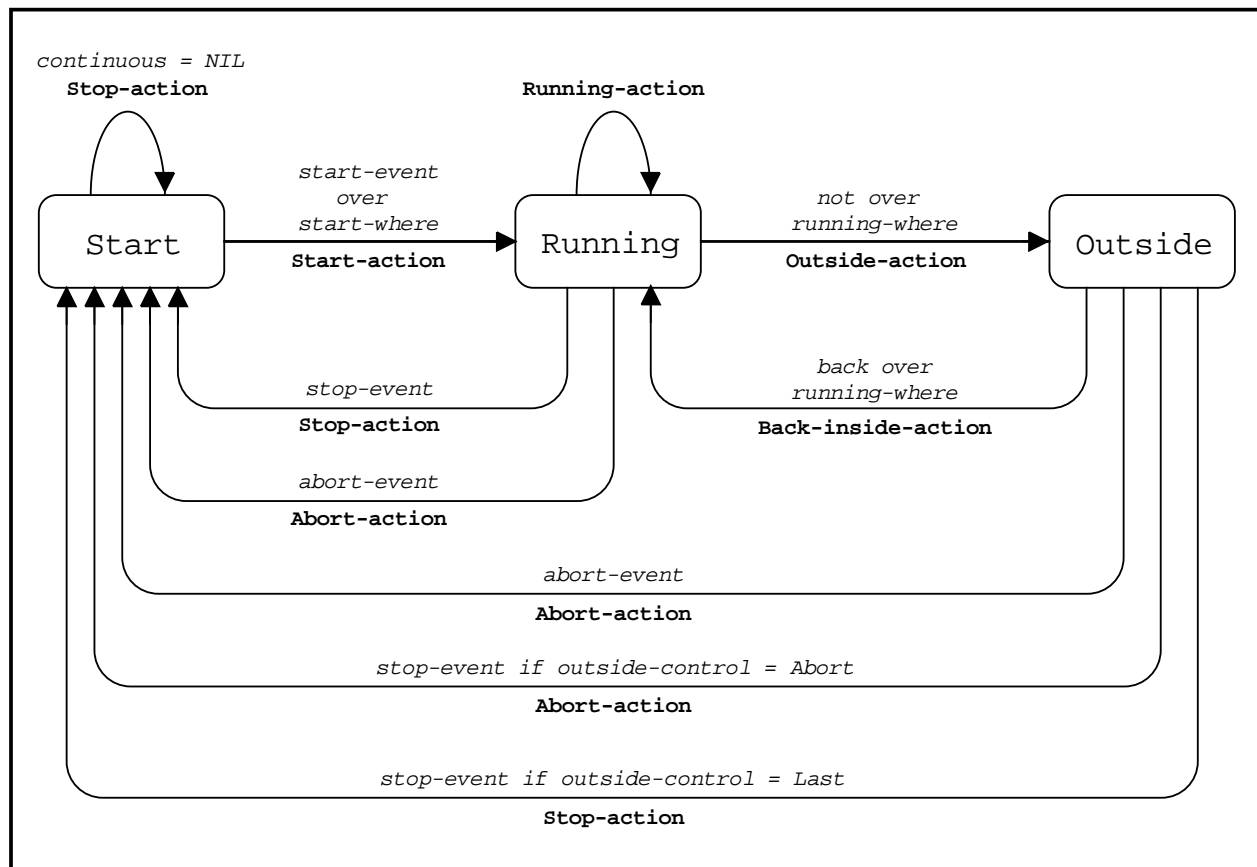 continuous = NIL
Stop-action
Running-action
start-event
over
start-where
Start-action
not over
running-where
Outside-action
Start
Running
Outside
back over
running-where
Back-inside-action
stop-event
Stop-action
abort-event
Abort-action
abort-event
Abort-action
stop-event if outside-control = Abort
Abort-action
stop-event if outside-control = Last
Stop-action